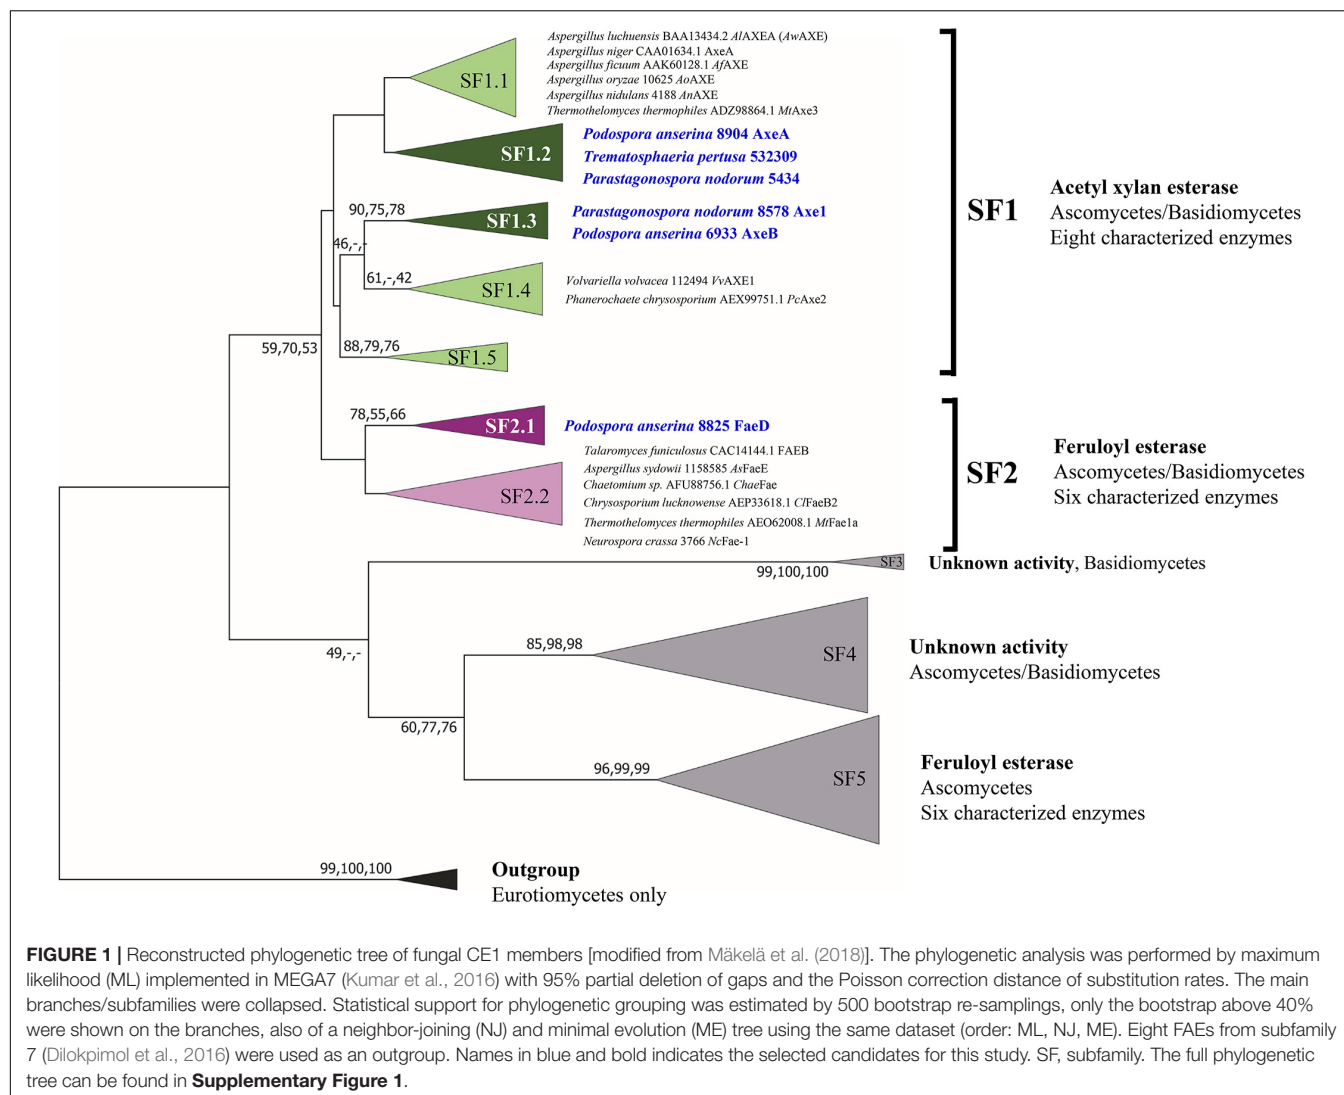 Aspergillus luchuensis BAA13434.2 AlAXEA (AwAXE)
Aspergillus niger CAA01634.1 AxeA
Aspergillus ficuum AAK60128.1 AfAXE
Aspergillus oryzae 10625 AoAXE
Aspergillus nidulans 4188 AnAXE
Thermothelomyces thermophiles ADZ98864.1 MtAxe3
SF1.1
Podospora anserina 8904 AxeA
Trematosphaeria pertusa 532309
Parastagonospora nodorum 5434
SF1.2
90,75,78
SF1.3
Parastagonospora nodorum 8578 Axe1
Podospora anserina 6933 AxeB
46,-,-
61,-,42
SF1.4
Volvariella volvacea 112494 VvAXE1
Phanerochaete chrysosporium AEX99751.1 PcAxe2
59,70,53
88,79,76
SF1.5
SF1
Acetyl xylan esterase
Ascomycetes/Basidiomycetes
Eight characterized enzymes
78,55,66
SF2.1
Podospora anserina 8825 FaeD
SF2.2
Talaromyces funiculosus CAC14144.1 FAEB
Aspergillus sydowii 1158585 AsFaeE
Chaetomium sp. AFU88756.1 ChaeFae
Chrysosporium lucknowense AEP33618.1 ClFaeB2
Thermothelomyces thermophiles AEO62008.1 MtFae1a
Neurospora crassa 3766 NcFae-1
SF2
Feruloyl esterase
Ascomycetes/Basidiomycetes
Six characterized enzymes
99,100,100
SF3
Unknown activity, Basidiomycetes
49,-,-
85,98,98
SF4
Unknown activity
Ascomycetes/Basidiomycetes
60,77,76
96,99,99
SF5
Feruloyl esterase
Ascomycetes
Six characterized enzymes
99,100,100
Outgroup
Eurotiomycetes only
FIGURE 1 | Reconstructed phylogenetic tree of fungal CE1 members [modified from Mäkelä et al. (2018)]. The phylogenetic analysis was performed by maximum
likelihood (ML) implemented in MEGA7 (Kumar et al., 2016) with 95% partial deletion of gaps and the Poisson correction distance of substitution rates. The main
branches/subfamilies were collapsed. Statistical support for phylogenetic grouping was estimated by 500 bootstrap re-samplings, only the bootstrap above 40%
were shown on the branches, also of a neighbor-joining (NJ) and minimal evolution (ME) tree using the same dataset (order: ML, NJ, ME). Eight FAEs from subfamily
7 (Dilokpimol et al., 2016) were used as an outgroup. Names in blue and bold indicates the selected candidates for this study. SF, subfamily. The full phylogenetic
tree can be found in Supplementary Figure 1.